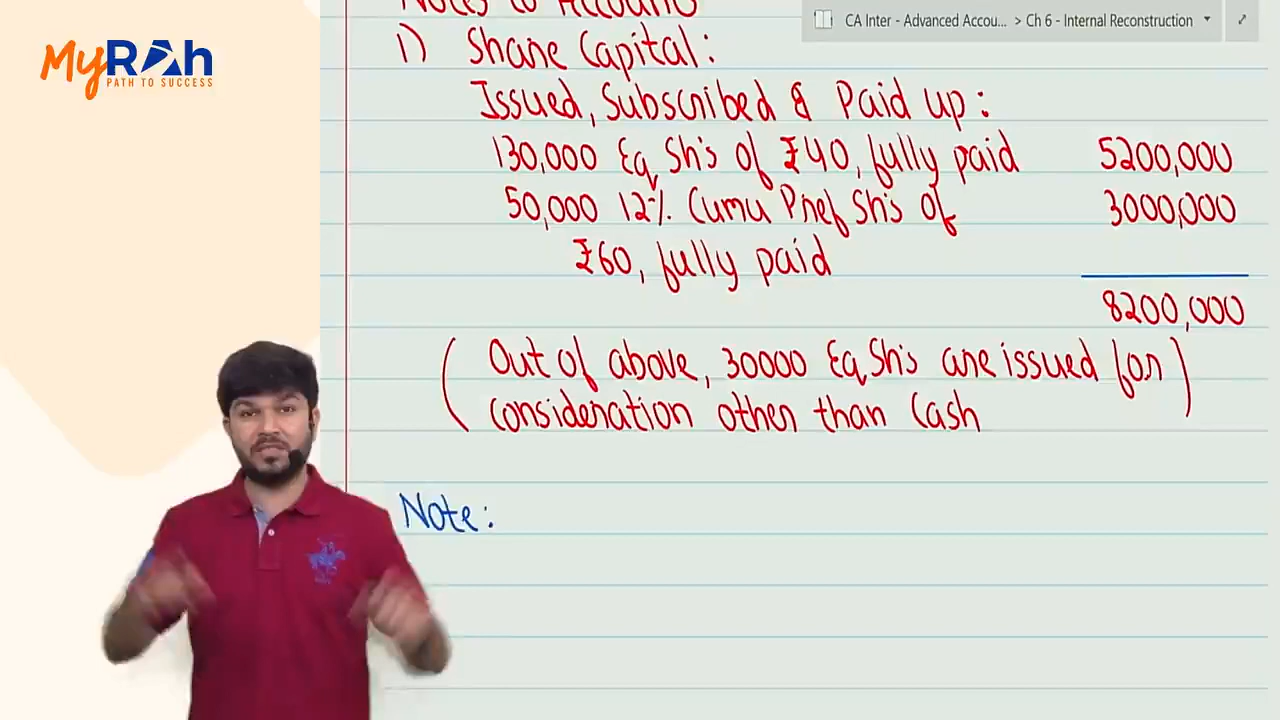 Notes to Accounts
CA Inter - Advanced Accou... > Ch 6 - Internal Reconstruction
MyRAh
PATH TO SUCCESS
1) Share Capital:
Issued, Subscribed & Paid up:
130,000 Eq Sh's of ₹40, fully paid 5200,000
50,000 12% Cumu Pref Sh's of 3000,000
₹60, fully paid
8200,000
(Out of above, 30000 Eq Sh's are issued for
consideration other than Cash)
Note: